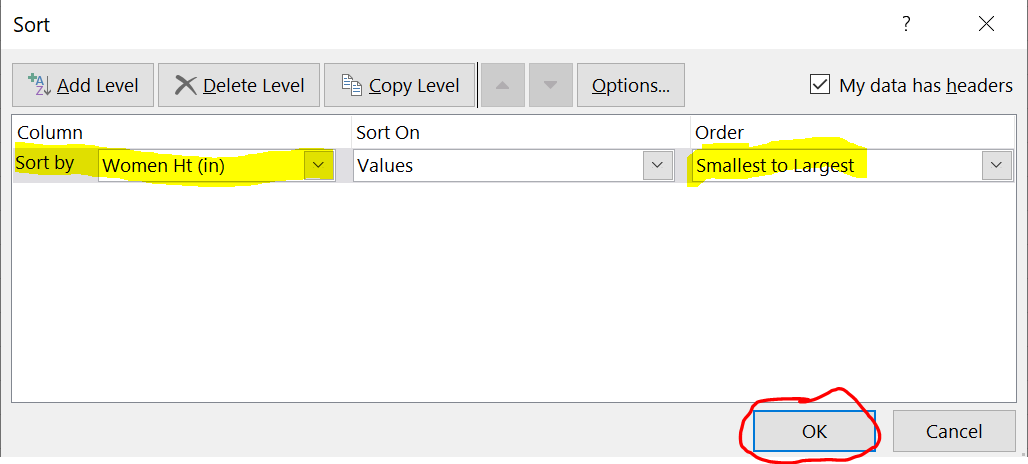 Sort ?
Add Level Delete Level Copy Level Options... My data has headers
Column Sort On Order
Sort by Women Ht (in) Values Smallest to Largest
OK Cancel